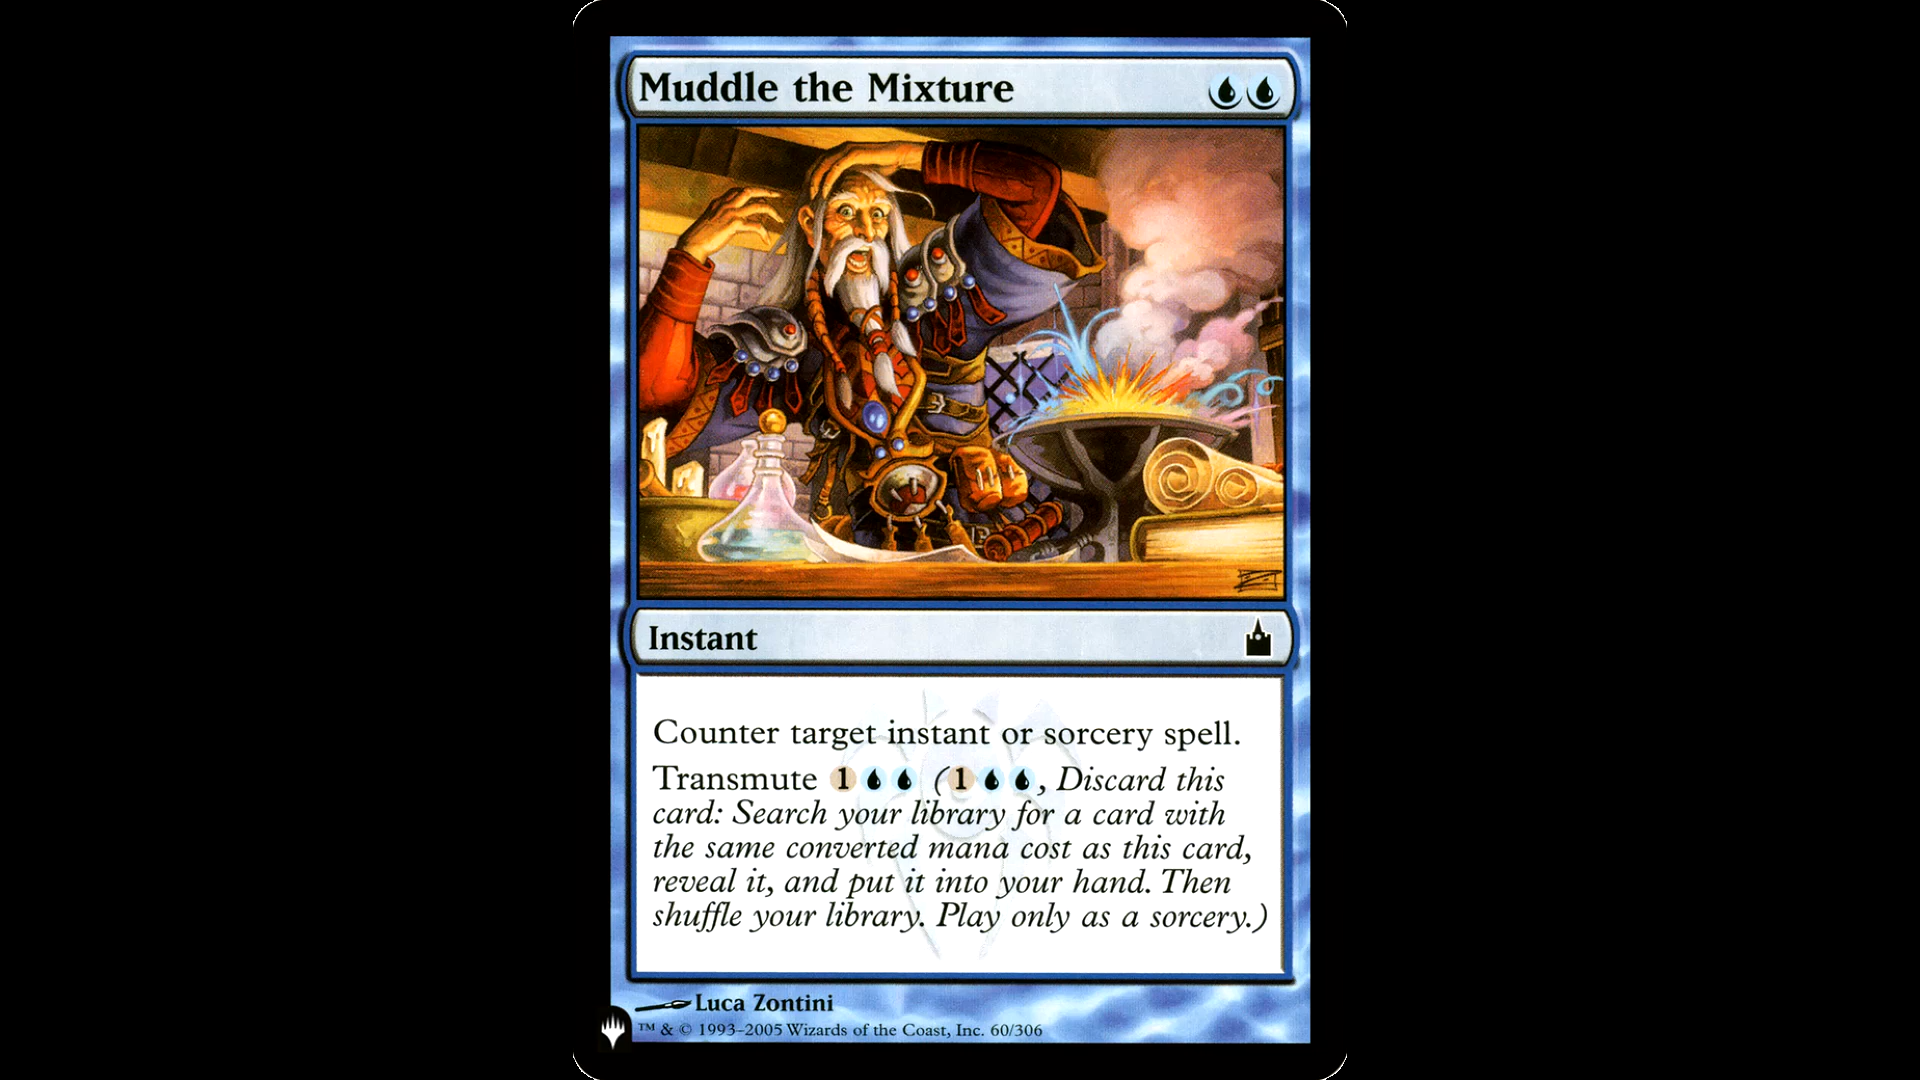 Muddle the Mixture
Instant
Counter target instant or sorcery spell.
Transmute 1 (1, Discard this
card: Search your library for a card with
the same converted mana cost as this card,
reveal it, and put it into your hand. Then
shuffle your library. Play only as a sorcery.)
Luca Zontini
™ & © 1993–2005 Wizards of the Coast, Inc. 60/306